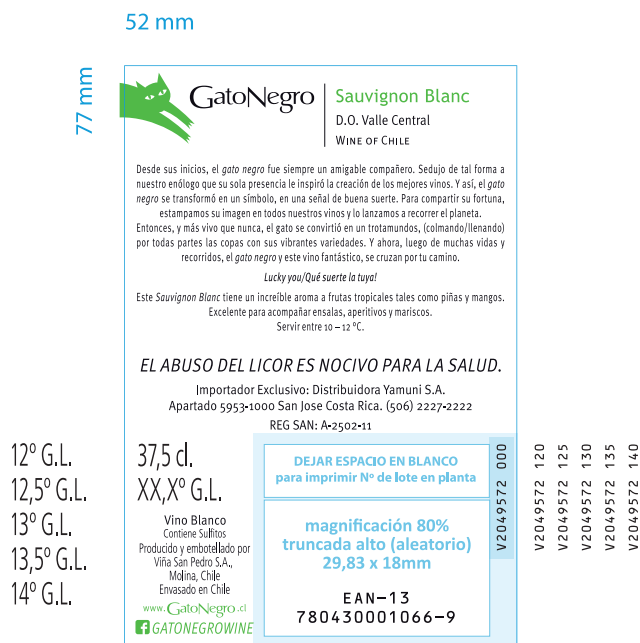 52 mm
77 mm
GatoNegro
Sauvignon Blanc
D.O. Valle Central
WINE OF CHILE
Desde sus inicios, el gato negro fue siempre un amigable compañero. Sedujo de tal forma a
nuestro enólogo que su sola presencia le inspiró la creación de los mejores vinos. Y así, el gato
negro se transformó en un símbolo, en una señal de buena suerte. Para compartir su fortuna,
estampamos su imagen en todos nuestros vinos y lo lanzamos a recorrer el planeta.
Entonces, y más vivo que nunca, el gato se convirtió en un trotamundos, (colmando/llenando)
por todas partes las copas con sus vibrantes variedades. Y ahora, luego de muchas vidas y
recorridos, el gato negro y este vino fantástico, se cruzan por tu camino.
Lucky you/Qué suerte la tuya!
Este Sauvignon Blanc tiene un increíble aroma a frutas tropicales tales como piñas y mangos.
Excelente para acompañar ensalas, aperitivos y mariscos.
Servir entre 10 – 12 ºC.
EL ABUSO DEL LICOR ES NOCIVO PARA LA SALUD.
Importador Exclusivo: Distribuidora Yamuni S.A.
Apartado 5953-1000 San Jose Costa Rica. (506) 2227-2222
REG SAN: A-2502-11
12º G.L.
12,5º G.L.
13º G.L.
13,5º G.L.
14º G.L.
37,5 cl.
XX,Xº G.L.
Vino Blanco
Contiene Sulfitos
Producido y embotellado por
Viña San Pedro S.A.,
Molina, Chile
Envasado en Chile
www.GatoNegro.cl
GATONEGROWINE
DEJAR ESPACIO EN BLANCO
para imprimir Nº de lote en planta
magnificación 80%
truncada alto (aleatorio)
29,83 x 18mm
EAN-13
780430001066-9
V2049572 000
V2049572 120
V2049572 125
V2049572 130
V2049572 135
V2049572 140